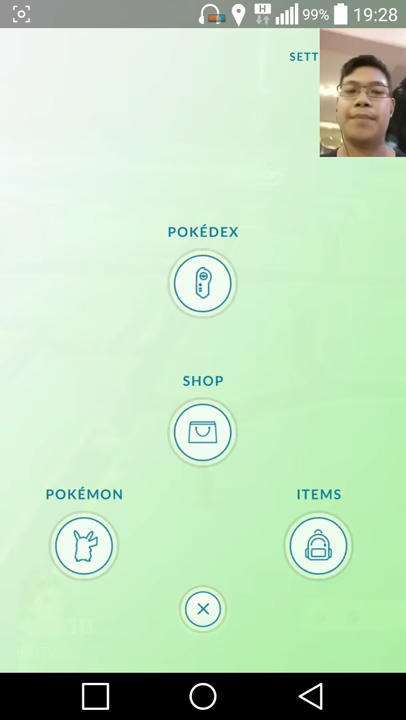 H
99%
19:28
SETT
POKÉDEX
SHOP
POKÉMON
ITEMS